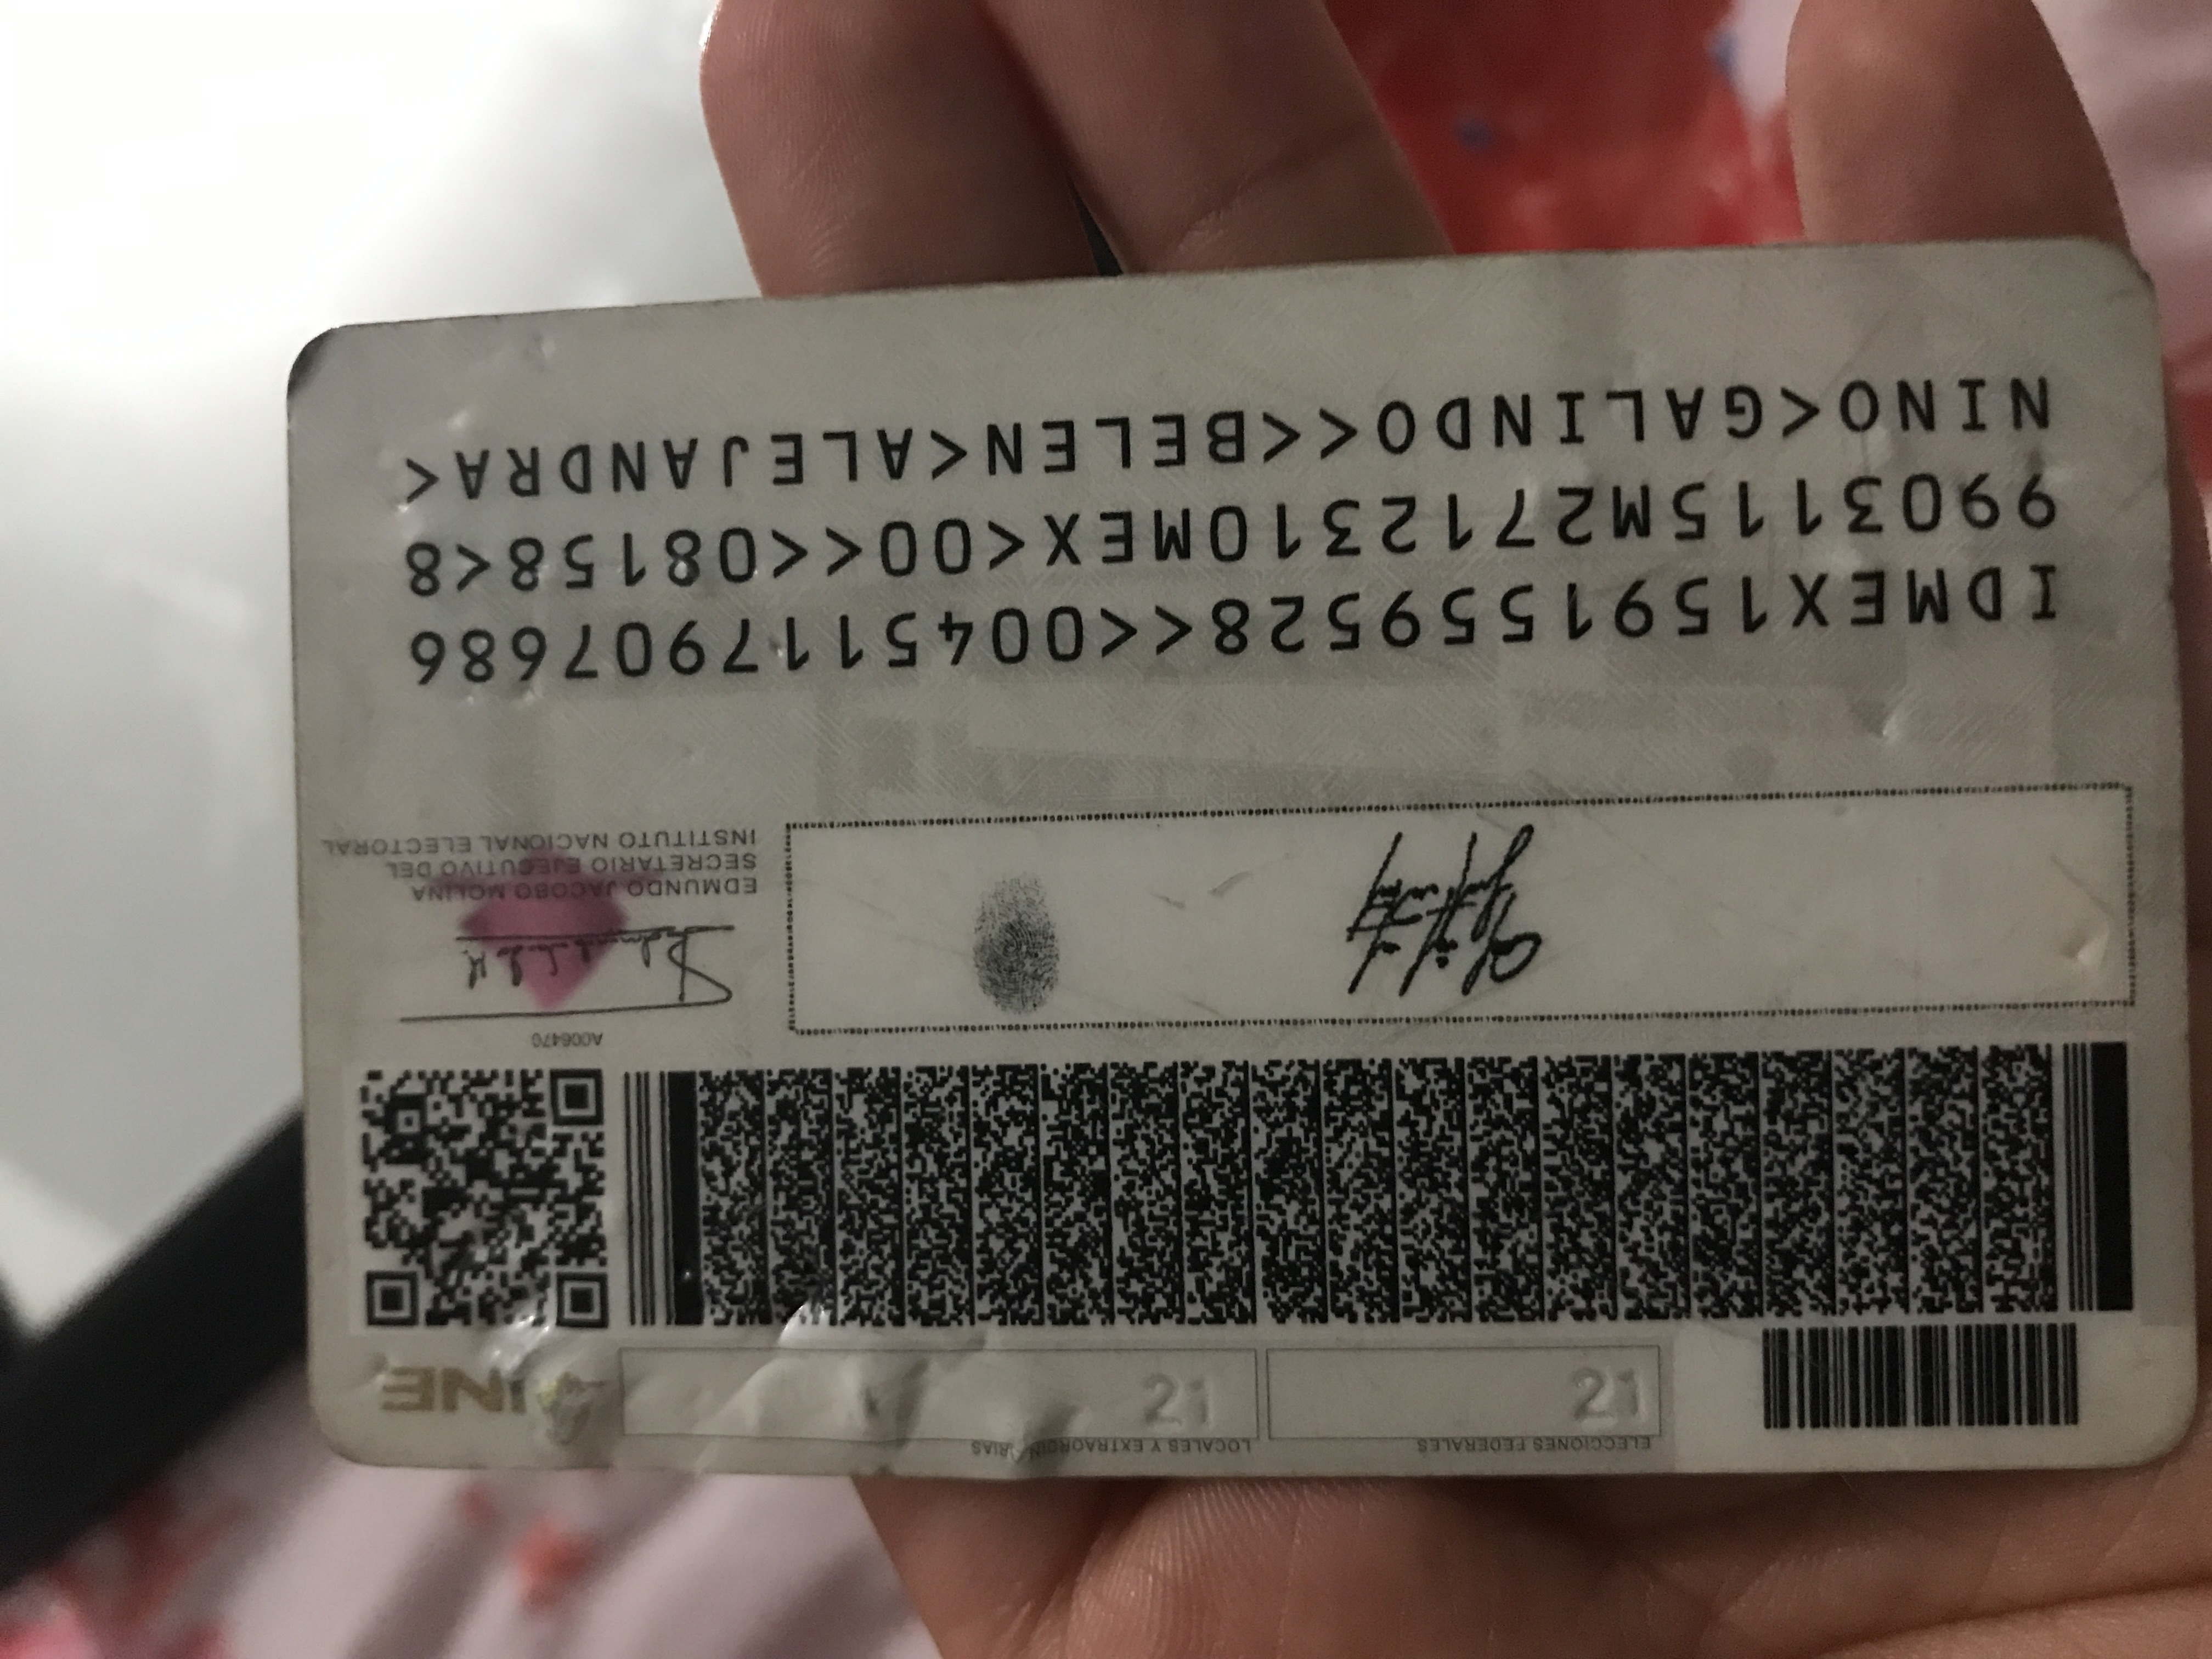 ELECCIONES FEDERALES
LOCALES Y EXTRAORDINARIAS
21
21
INE
A006470
EDMUNDO JACOBO MOLINA
SECRETARIO EJECUTIVO DEL
INSTITUTO NACIONAL ELECTORAL
IDMEX1591559528<<0045117907686
9903115M2712310MEX<00<<08158<8
NINO<GALINDO<<BELEN<ALEJANDRA<